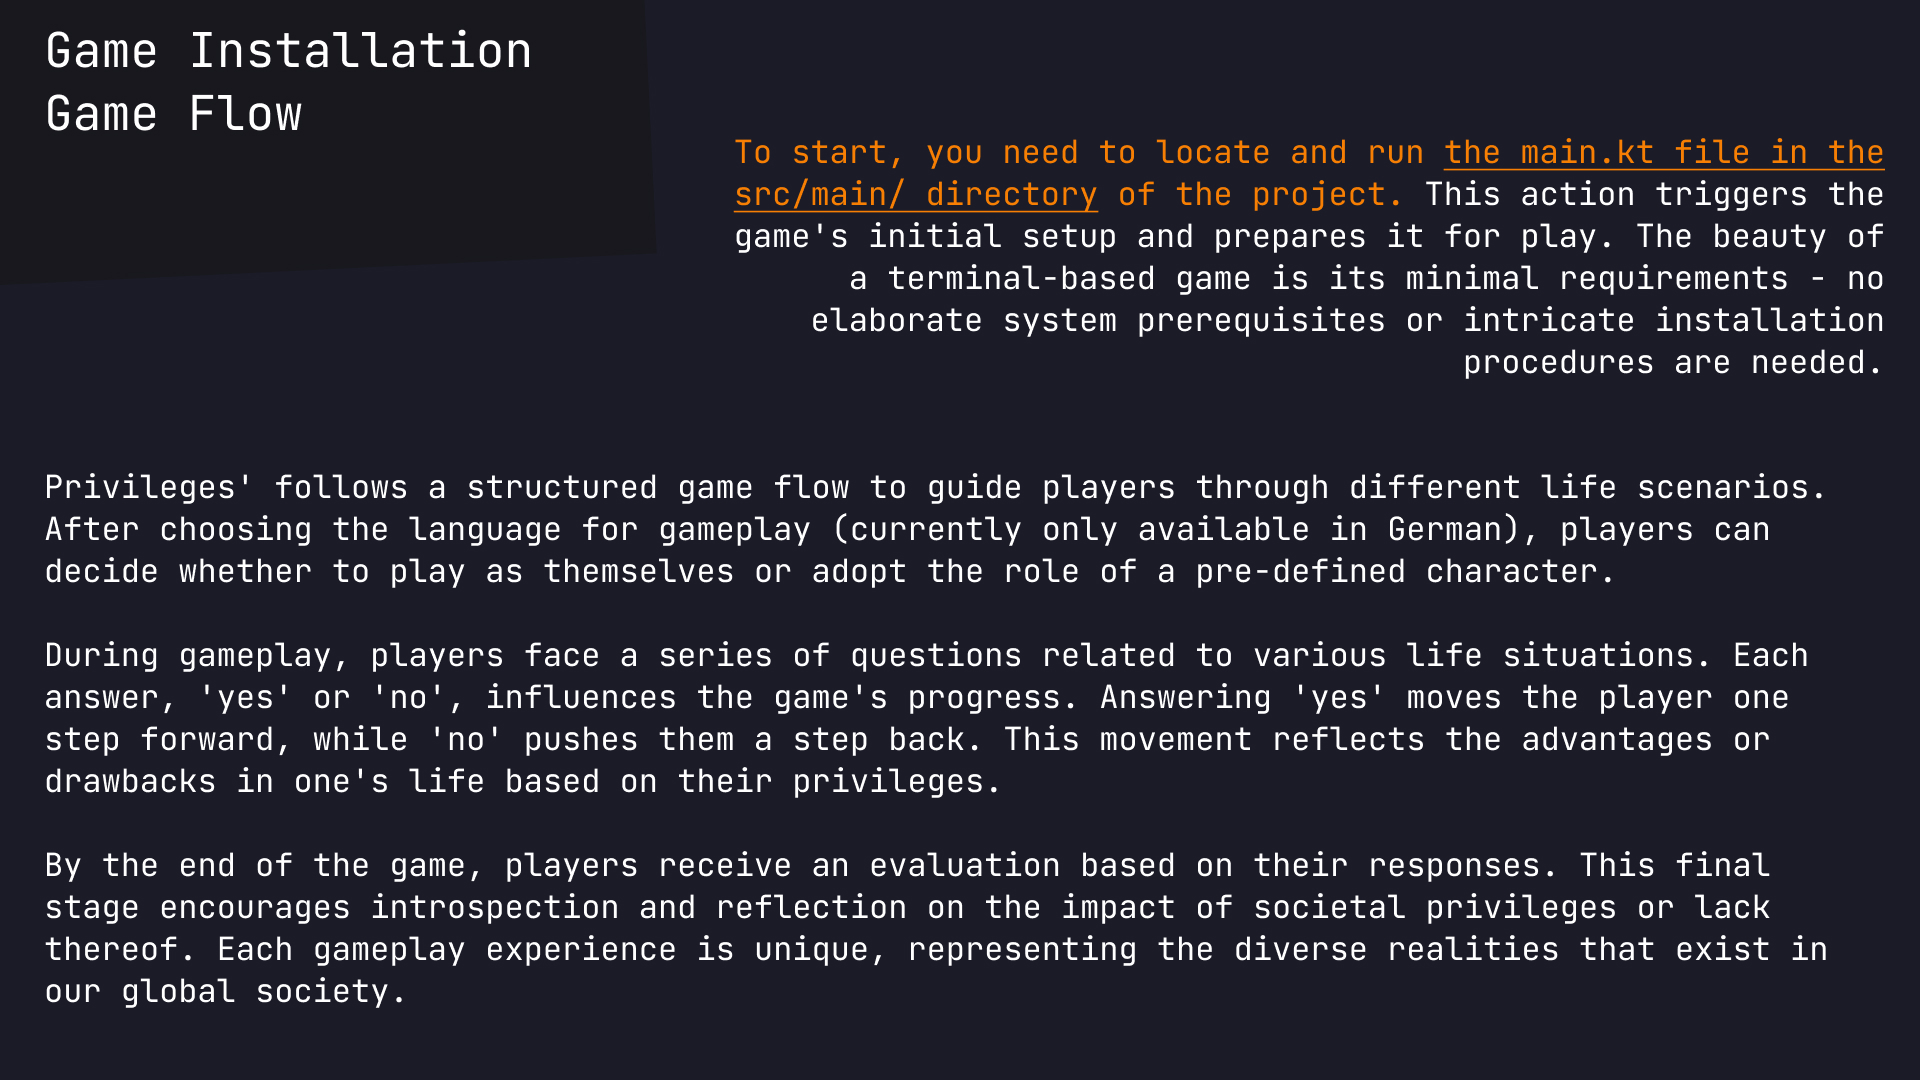 Game Installation
Game Flow
To start, you need to locate and run the main.kt file in the
src/main/ directory of the project. This action triggers the
game's initial setup and prepares it for play. The beauty of
a terminal-based game is its minimal requirements - no
elaborate system prerequisites or intricate installation
procedures are needed.
Privileges' follows a structured game flow to guide players through different life scenarios.
After choosing the language for gameplay (currently only available in German), players can
decide whether to play as themselves or adopt the role of a pre-defined character.
During gameplay, players face a series of questions related to various life situations. Each
answer, 'yes' or 'no', influences the game's progress. Answering 'yes' moves the player one
step forward, while 'no' pushes them a step back. This movement reflects the advantages or
drawbacks in one's life based on their privileges.
By the end of the game, players receive an evaluation based on their responses. This final
stage encourages introspection and reflection on the impact of societal privileges or lack
thereof. Each gameplay experience is unique, representing the diverse realities that exist in
our global society.